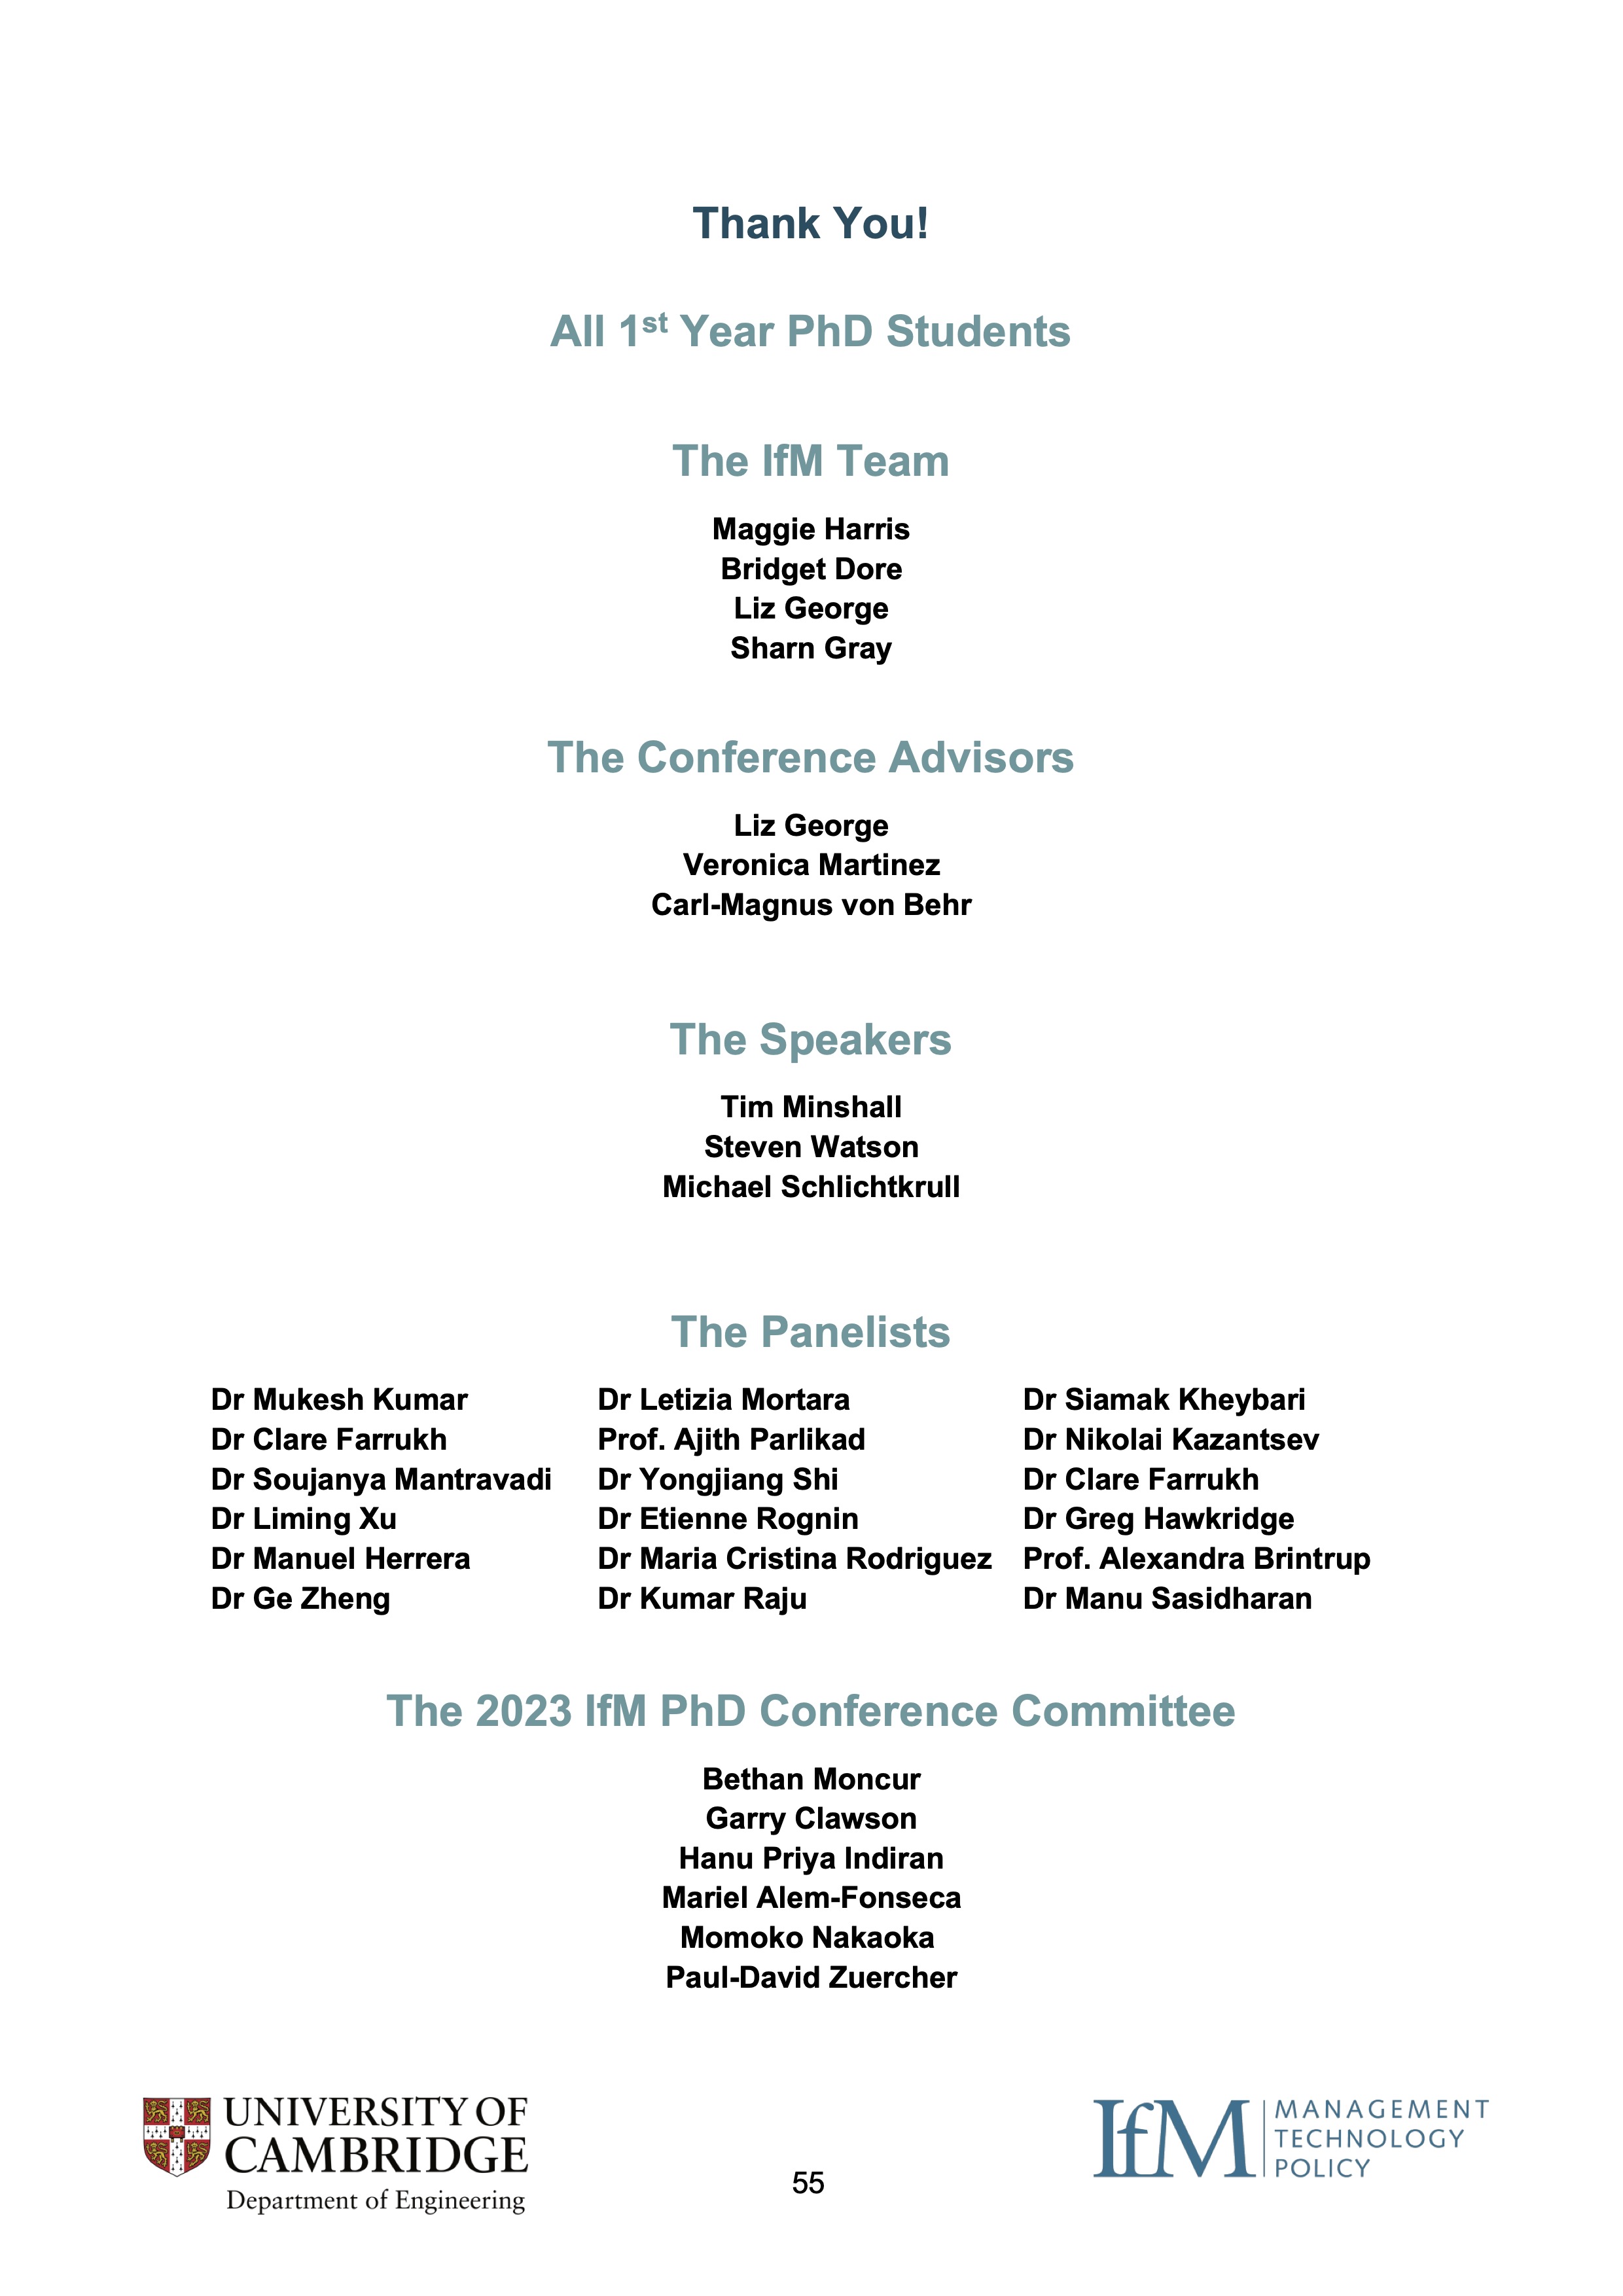 Thank You!
All 1st Year PhD Students
The IfM Team
Maggie Harris
Bridget Dore
Liz George
Sharn Gray
The Conference Advisors
Liz George
Veronica Martinez
Carl-Magnus von Behr
The Speakers
Tim Minshall
Steven Watson
Michael Schlichtkrull
The Panelists
Dr Mukesh Kumar
Dr Clare Farrukh
Dr Soujanya Mantravadi
Dr Liming Xu
Dr Manuel Herrera
Dr Ge Zheng
Dr Letizia Mortara
Prof. Ajith Parlikad
Dr Yongjiang Shi
Dr Etienne Rognin
Dr Maria Cristina Rodriguez
Dr Kumar Raju
Dr Siamak Kheybari
Dr Nikolai Kazantsev
Dr Clare Farrukh
Dr Greg Hawkridge
Prof. Alexandra Brintrup
Dr Manu Sasidharan
The 2023 IfM PhD Conference Committee
Bethan Moncur
Garry Clawson
Hanu Priya Indiran
Mariel Alem-Fonseca
Momoko Nakaoka
Paul-David Zuercher
UNIVERSITY OF
CAMBRIDGE
Department of Engineering
55
IfM
MANAGEMENT
TECHNOLOGY
POLICY